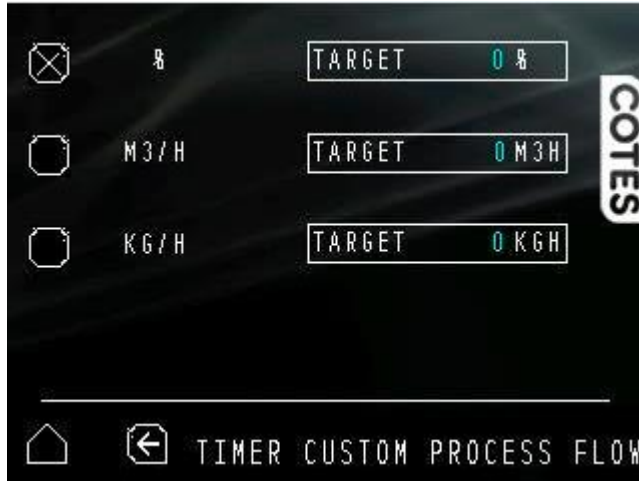 % TARGET 0 %
M3/H TARGET 0 M3H
KG/H TARGET 0 KGH
COTES
TIMER CUSTOM PROCESS FLOW